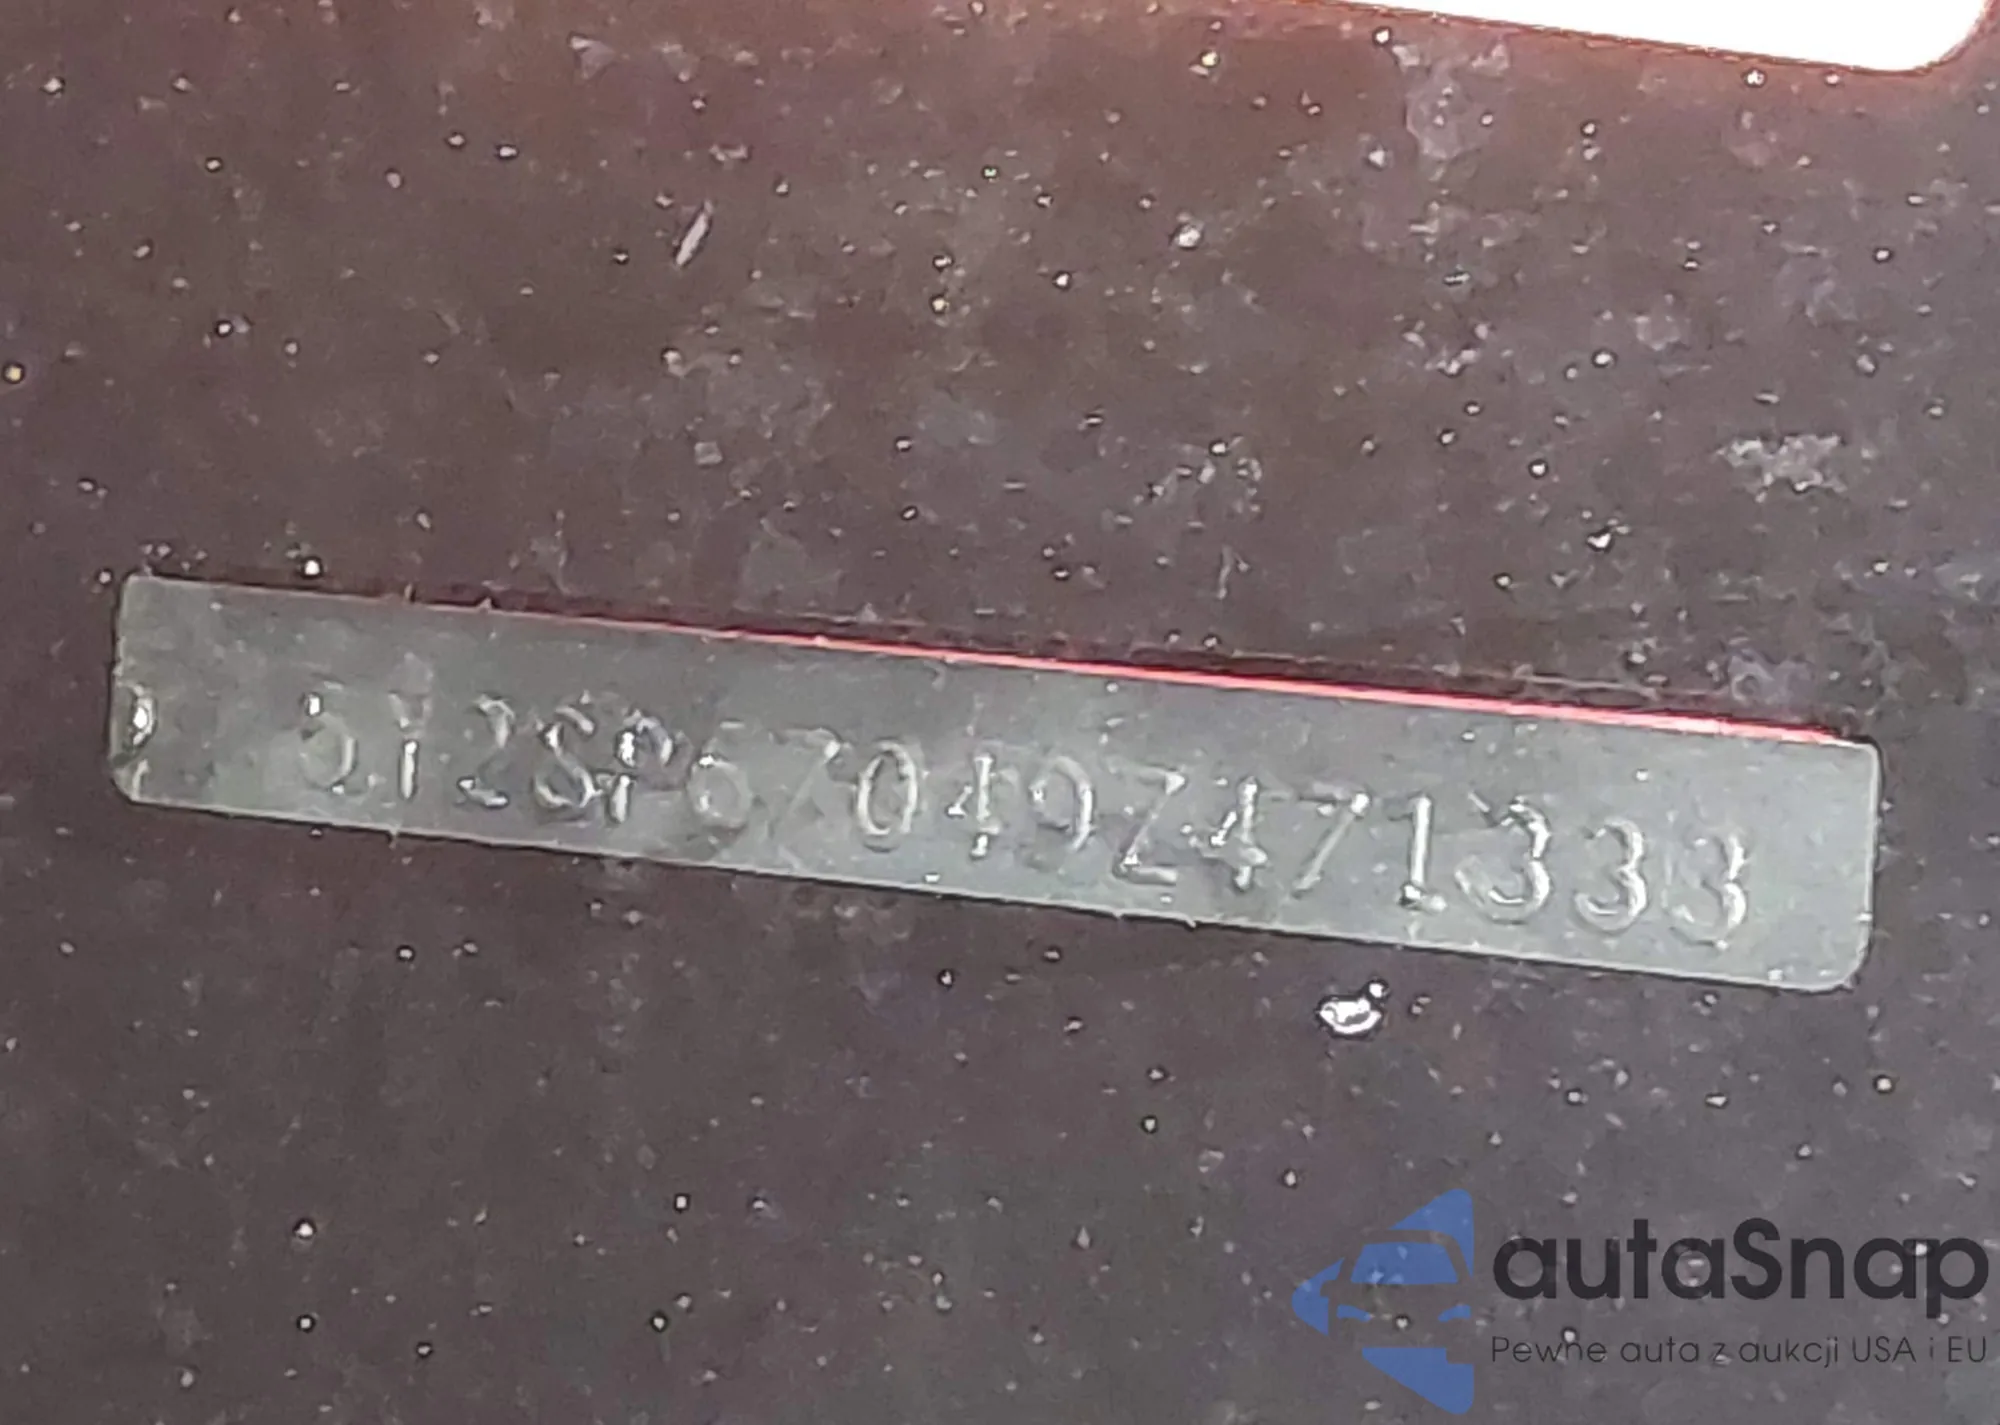 5Y2SP67049Z471333
autaSnap
Pewne auta z aukcji USA i EU